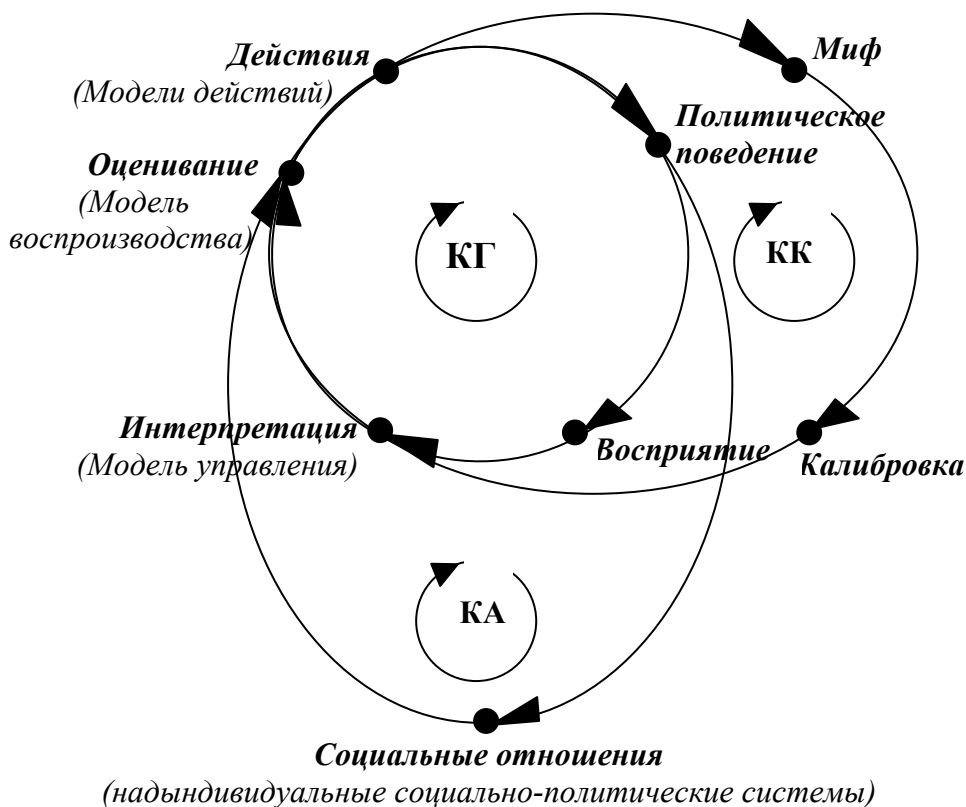 Действия
(Модели действий)
Миф
Политическое
поведение
Оценивание
(Модель
воспроизводства)
КГ
КК
Интерпретация
(Модель управления)
Восприятие
Калибровка
КА
Социальные отношения
(надындивидуальные социально-политические системы)